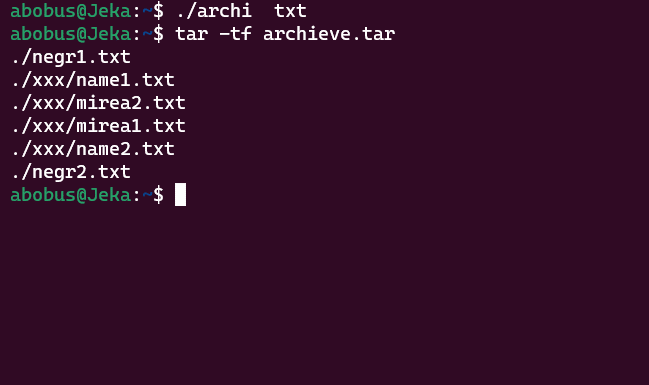 abobus@Jeka:~$ ./archi  txt
abobus@Jeka:~$ tar -tf archieve.tar
./negr1.txt
./xxx/name1.txt
./xxx/mirea2.txt
./xxx/mirea1.txt
./xxx/name2.txt
./negr2.txt
abobus@Jeka:~$